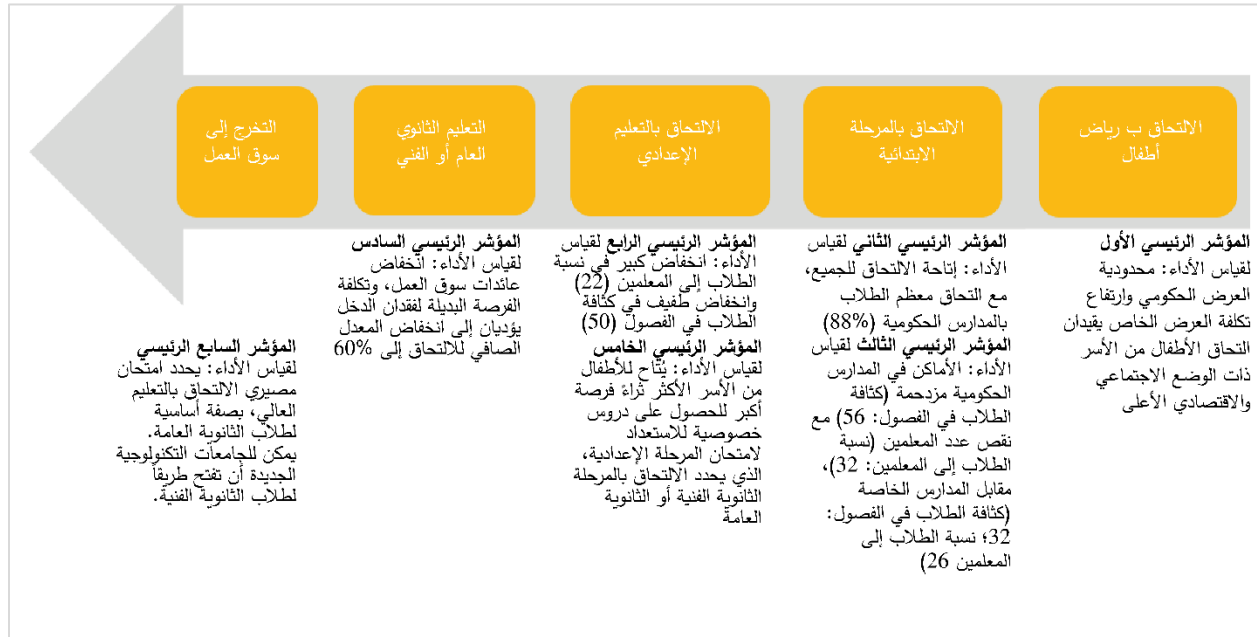 الالتحاق ب رياض
أطفال
الالتحاق بالمرحلة
الابتدائية
الالتحاق بالتعليم
الإعدادي
التعليم الثانوي
العام أو الفني
التخرج إلى
سوق العمل
المؤشر الرئيسي الأول
لقياس الأداء: محدودية
العرض الحكومي وارتفاع
تكلفة العرض الخاص يقيدان
التحاق الأطفال من الأسر
ذات الوضع الاجتماعي
والاقتصادي الأعلى
المؤشر الرئيسي الثاني لقياس
الأداء: إتاحة الالتحاق للجميع،
مع التحاق معظم الطلاب
بالمدارس الحكومية (88%)
المؤشر الرئيسي الثالث لقياس
الأداء: الأماكن في المدارس
الحكومية مزدحمة (كثافة
الطلاب في الفصول: 56) مع
نقص عدد المعلمين (نسبة
الطلاب إلى المعلمين: 32)،
مقابل المدارس الخاصة
(كثافة الطلاب في الفصول:
32؛ نسبة الطلاب إلى
المعلمين 26)
المؤشر الرئيسي الرابع لقياس
الأداء: انخفاض كبير في نسبة
الطلاب إلى المعلمين (22)
وانخفاض طفيف في كثافة
الطلاب في الفصول (50)
المؤشر الرئيسي الخامس
لقياس الأداء: يُتاح للأطفال
من الأسر الأكثر ثراءً فرصة
أكبر للحصول على دروس
خصوصية للاستعداد
لامتحان المرحلة الإعدادية،
الذي يحدد الالتحاق بالمرحلة
الثانوية الفنية أو الثانوية
العامة
المؤشر الرئيسي السادس
لقياس الأداء: انخفاض
عائدات سوق العمل، وتكلفة
الفرصة البديلة لفقدان الدخل
يؤديان إلى انخفاض المعدل
الصافي للالتحاق إلى 60%
المؤشر السابع الرئيسي
لقياس الأداء: يحدد امتحان
مصيري الالتحاق بالتعليم
العالي، بصفة أساسية
لطلاب الثانوية العامة.
يمكن للجامعات التكنولوجية
الجديدة أن تفتح طريقاً
لطلاب الثانوية الفنية.